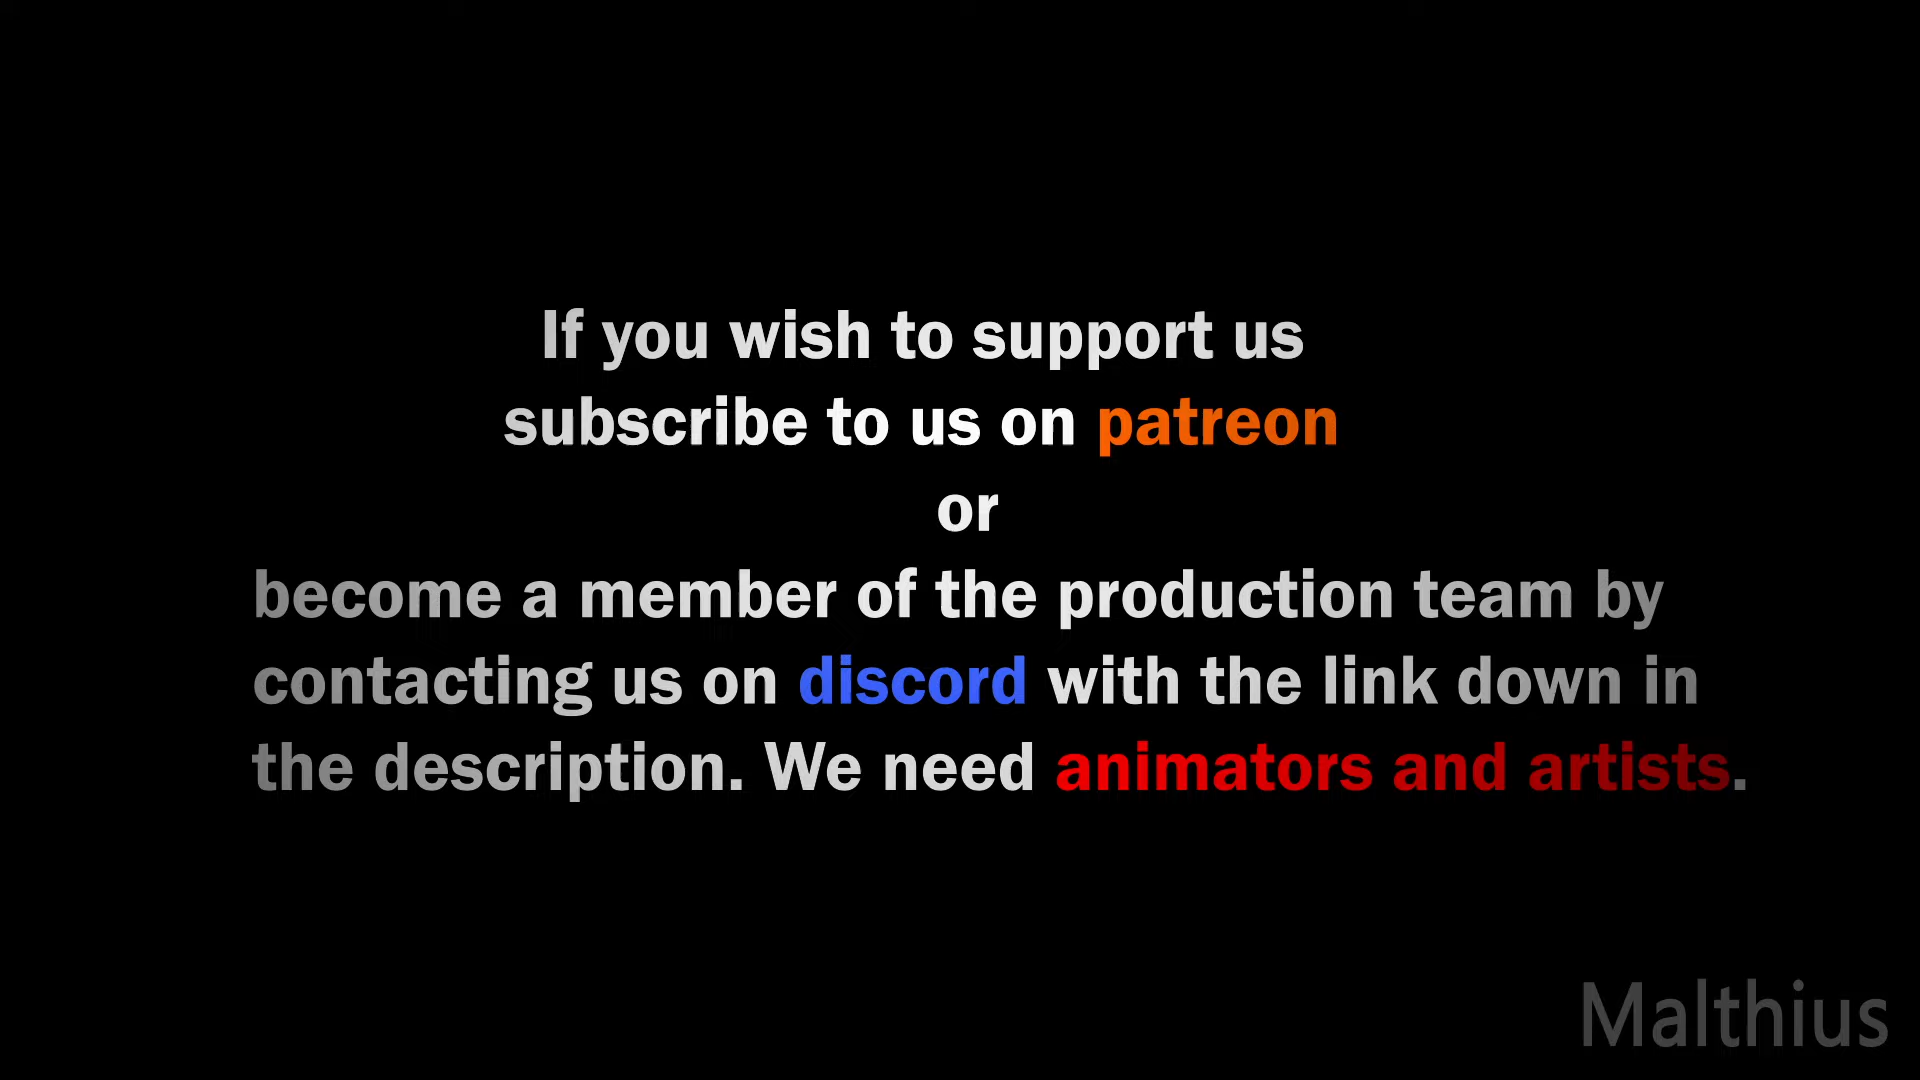 If you wish to support us
subscribe to us on patreon
or
become a member of the production team by
contacting us on discord with the link down in
the description. We need animators and artists.
Malthius